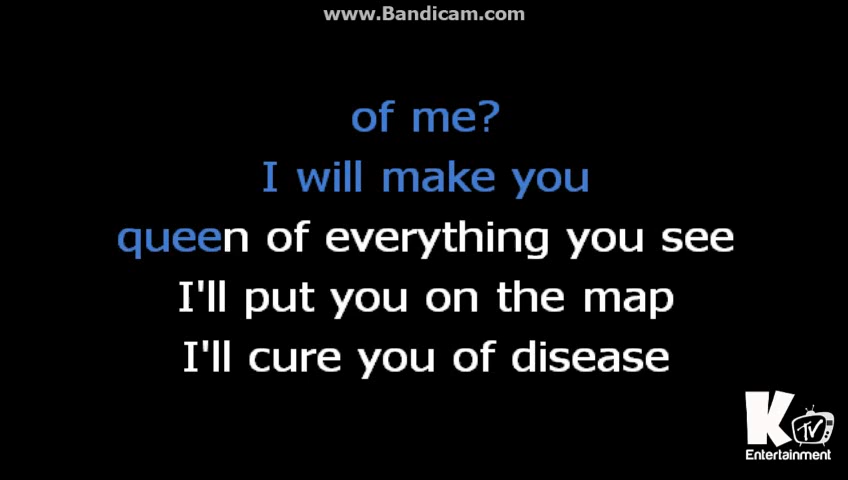 www.Bandicam.com
of me?
I will make you
queen of everything you see
I'll put you on the map
I'll cure you of disease
K TV
Entertainment